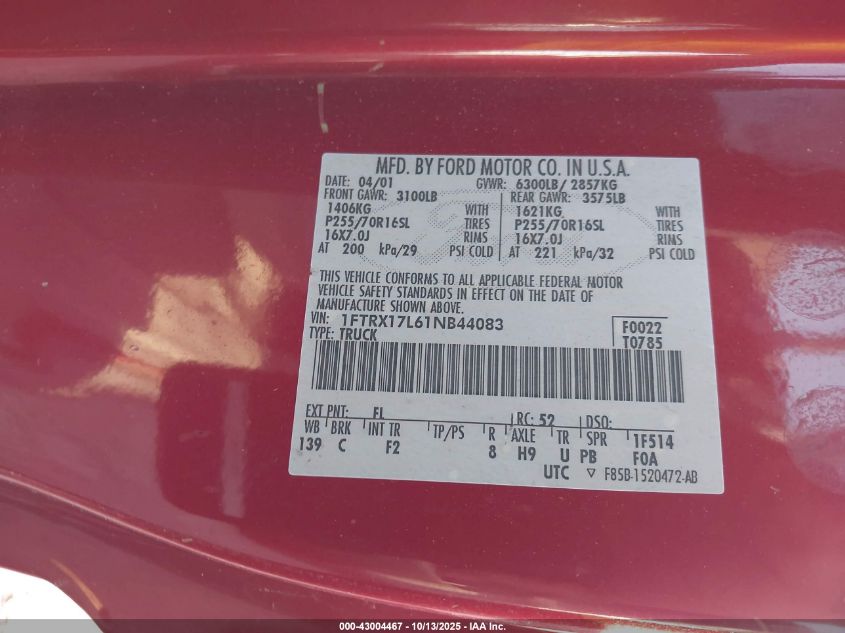 MFD. BY FORD MOTOR CO. IN U.S.A.
DATE: 04/01 GVWR: 6300LB/ 2857KG
FRONT GAWR: 3100LB REAR GAWR: 3575LB
1406KG WITH 1621KG WITH
P255/70R16SL TIRES P255/70R16SL TIRES
16X7.0J RIMS 16X7.0J RIMS
AT 200 kPa/29 PSI COLD AT 221 kPa/32 PSI COLD
THIS VEHICLE CONFORMS TO ALL APPLICABLE FEDERAL MOTOR
VEHICLE SAFETY STANDARDS IN EFFECT ON THE DATE OF
MANUFACTURE SHOWN ABOVE.
VIN: 1FTRX17L61NB44083 F0022
TYPE: TRUCK T0785
EXT PNT: FL RC: 52 DSO:
WB BRK INT TR TP/PS R AXLE TR SPR 1F514
139 C F2 8 H9 U PB F0A
UTC ▽ F85B-1520472-AB
000-43004467 - 10/13/2025 - IAA Inc.